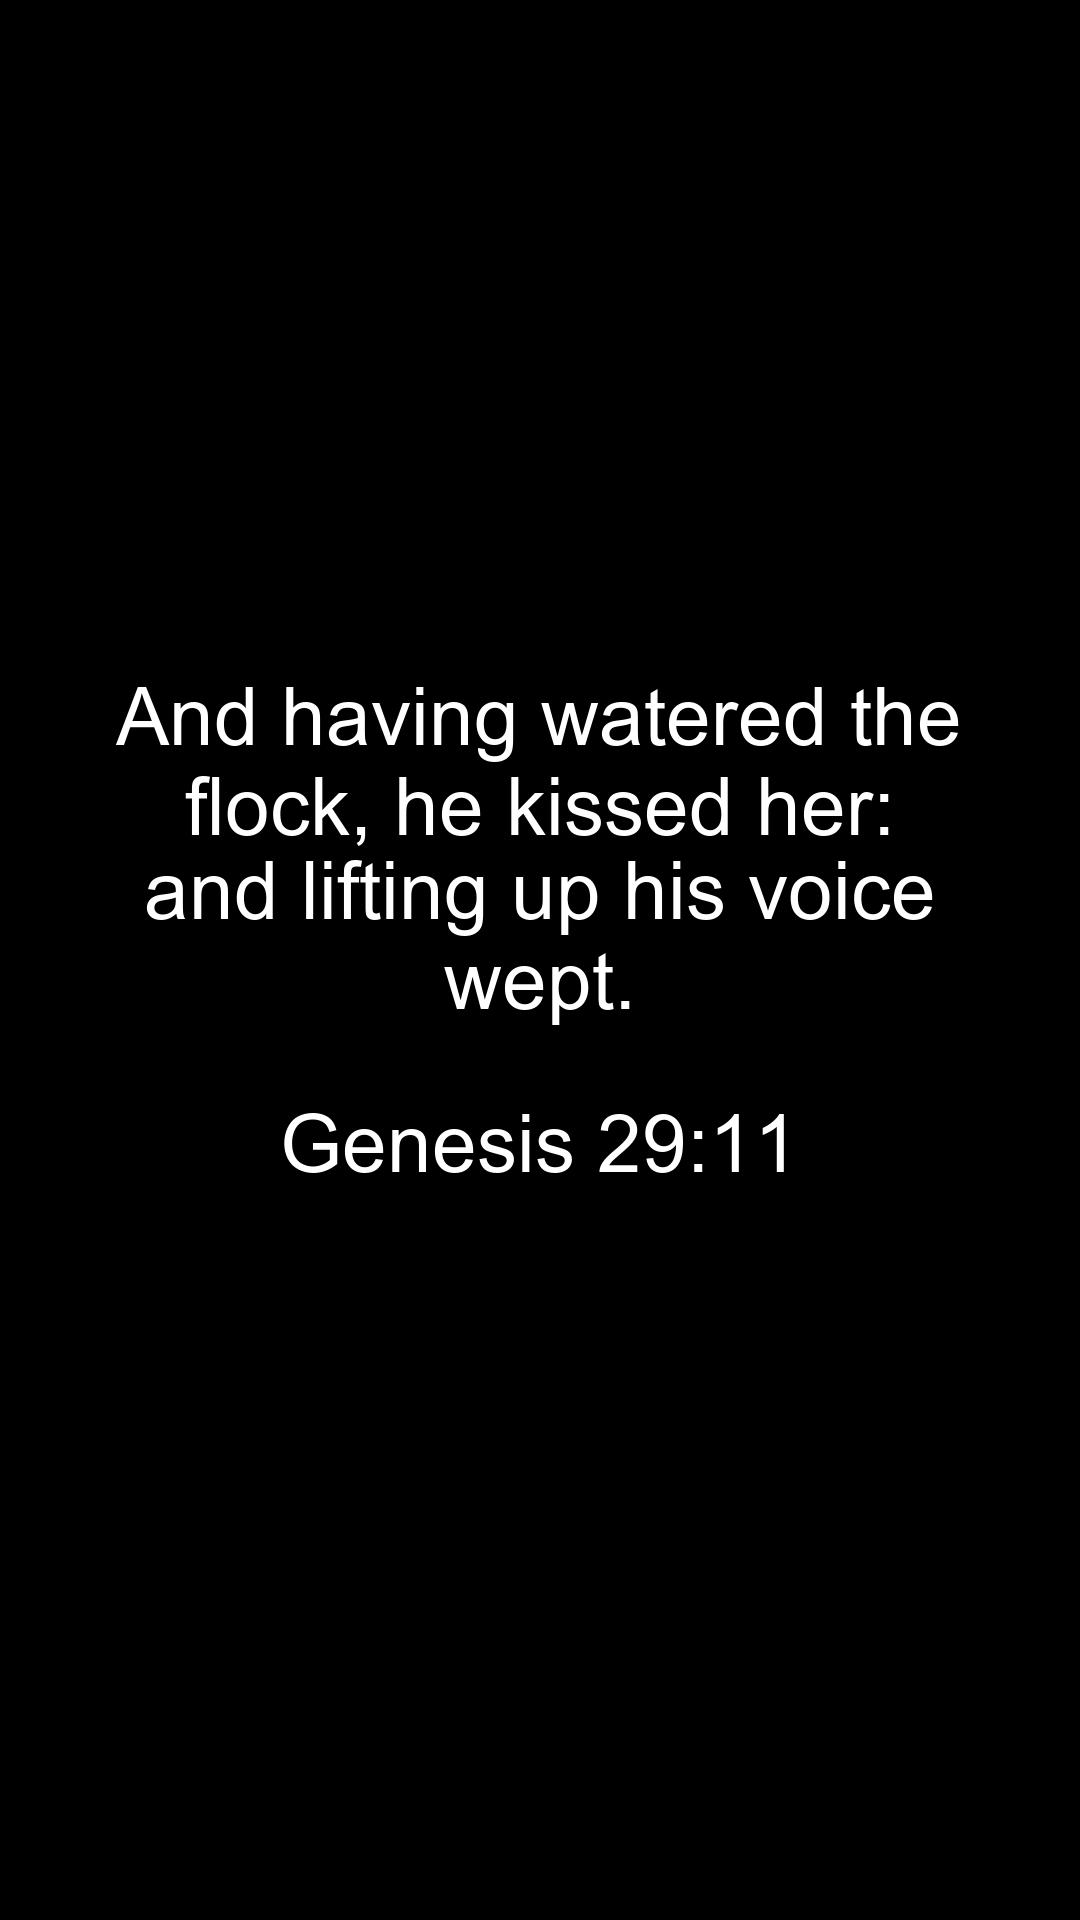 And having watered the
flock, he kissed her:
and lifting up his voice
wept.
Genesis 29:11